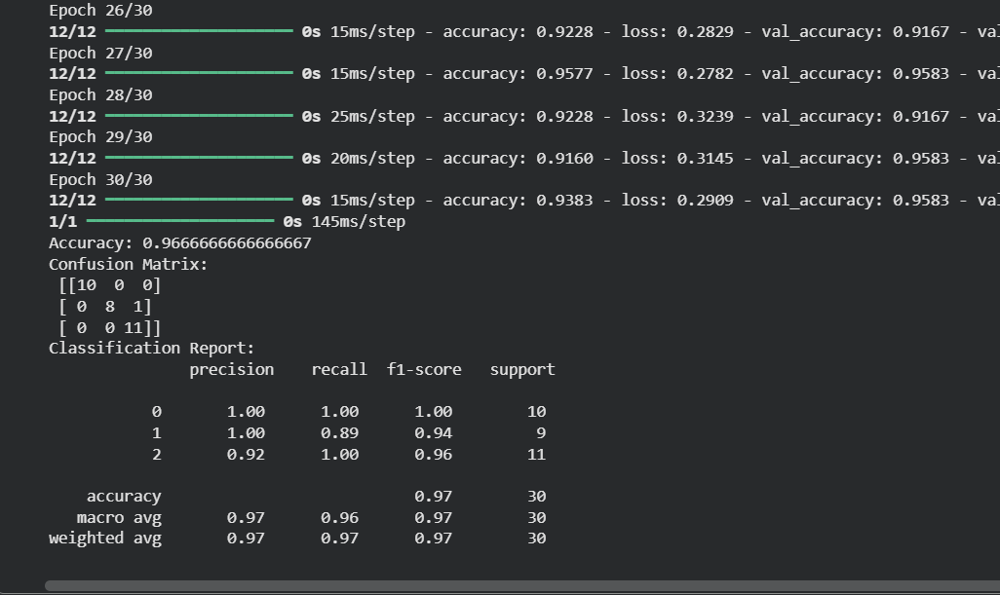 Epoch 26/30
12/12 ━━━━━━━━━━━━━━━━━━━━ 0s 15ms/step - accuracy: 0.9228 - loss: 0.2829 - val_accuracy: 0.9167 - val
Epoch 27/30
12/12 ━━━━━━━━━━━━━━━━━━━━ 0s 15ms/step - accuracy: 0.9577 - loss: 0.2782 - val_accuracy: 0.9583 - val
Epoch 28/30
12/12 ━━━━━━━━━━━━━━━━━━━━ 0s 25ms/step - accuracy: 0.9228 - loss: 0.3239 - val_accuracy: 0.9167 - val
Epoch 29/30
12/12 ━━━━━━━━━━━━━━━━━━━━ 0s 20ms/step - accuracy: 0.9160 - loss: 0.3145 - val_accuracy: 0.9583 - val
Epoch 30/30
12/12 ━━━━━━━━━━━━━━━━━━━━ 0s 15ms/step - accuracy: 0.9383 - loss: 0.2909 - val_accuracy: 0.9583 - val
1/1 ━━━━━━━━━━━━━━━━━━━━ 0s 145ms/step
Accuracy: 0.9666666666666667
Confusion Matrix:
 [[10  0  0]
 [ 0  8  1]
 [ 0  0 11]]
Classification Report:
               precision    recall  f1-score   support

           0       1.00      1.00      1.00        10
           1       1.00      0.89      0.94         9
           2       0.92      1.00      0.96        11

    accuracy                           0.97        30
   macro avg       0.97      0.96      0.97        30
weighted avg       0.97      0.97      0.97        30